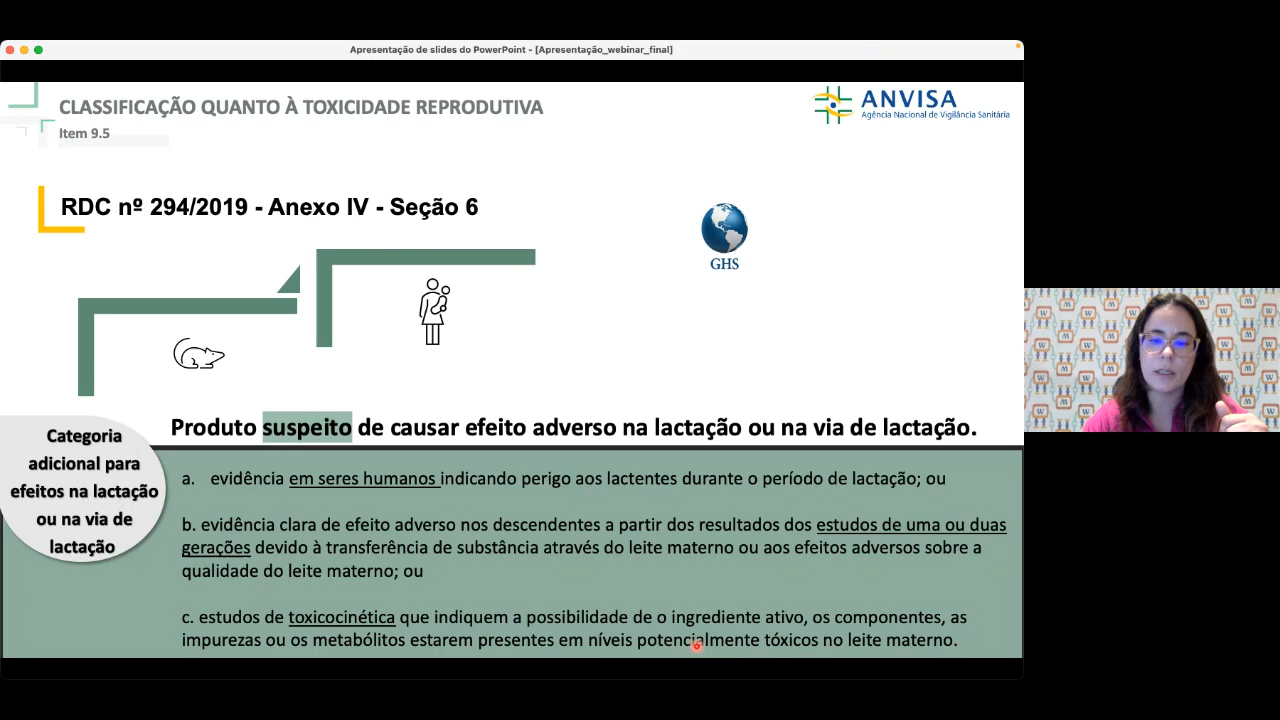 Apresentação de slides do PowerPoint - [Apresentação_webinar_final]
CLASSIFICAÇÃO QUANTO À TOXICIDADE REPRODUTIVA
Item 9.5
ANVISA
Agência Nacional de Vigilância Sanitária
RDC nº 294/2019 - Anexo IV - Seção 6
GHS
Produto suspeito de causar efeito adverso na lactação ou na via de lactação.
Categoria
adicional para
efeitos na lactação
ou na via de
lactação
a. evidência em seres humanos indicando perigo aos lactentes durante o período de lactação; ou
b. evidência clara de efeito adverso nos descendentes a partir dos resultados dos estudos de uma ou duas
gerações devido à transferência de substância através do leite materno ou aos efeitos adversos sobre a
qualidade do leite materno; ou
c. estudos de toxicocinética que indiquem a possibilidade de o ingrediente ativo, os componentes, as
impurezas ou os metabólitos estarem presentes em níveis potencialmente tóxicos no leite materno.